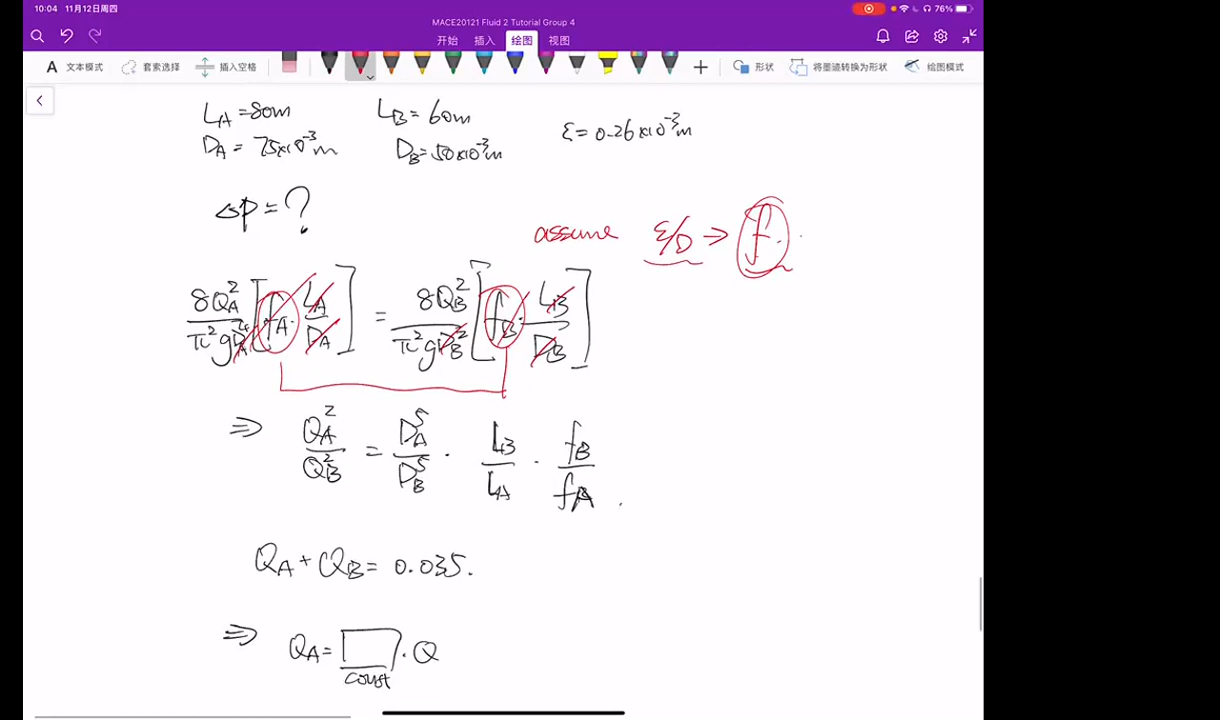 10:04 11月12日周四
76%
MACE20121 Fluid 2 Tutorial Group 4
开始 插入 绘图 视图
A 文本模式 套索选择 插入空格 形状 将墨迹转换为形状 绘图模式
L_A = 80m L_B = 60m ε = 0.26×10⁻³m
D_A = 75×10⁻³m D_B = 50×10⁻³m
Δp = ?
assume ε/D ⇒ f.
8Q_A²/π²gD_A⁴ [f_A · L_A/D_A] = 8Q_B²/π²gD_B² [f_B · L_B/D_B]
⇒ Q_A²/Q_B² = D_A⁵/D_B⁵ · L_B/L_A · f_B/f_A .
Q_A + Q_B = 0.035.
⇒ Q_A = □ · Q
const